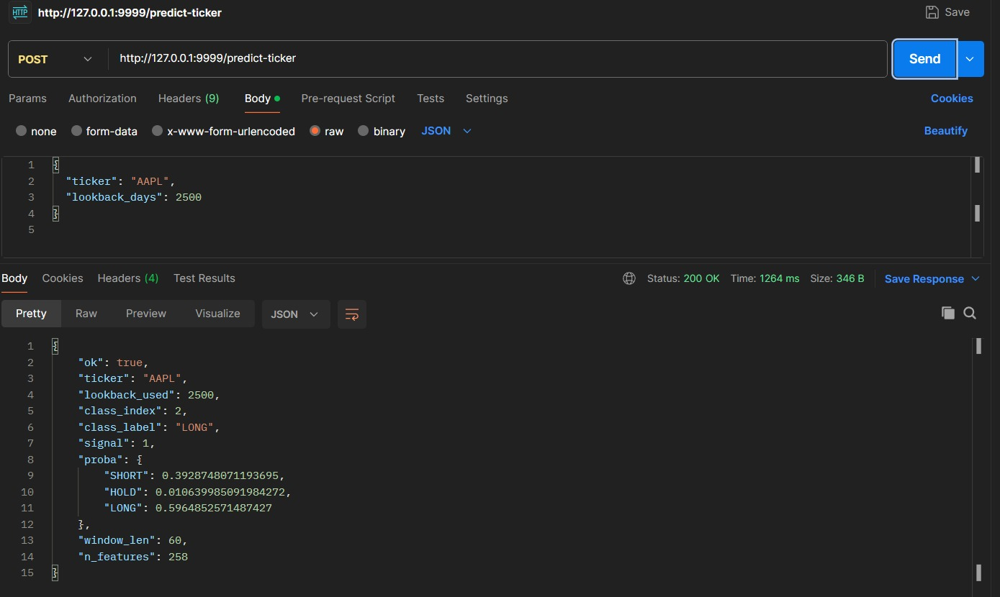 HTTP http://127.0.0.1:9999/predict-ticker Save
POST http://127.0.0.1:9999/predict-ticker Send
Params Authorization Headers (9) Body Pre-request Script Tests Settings Cookies
none form-data x-www-form-urlencoded raw binary JSON Beautify
1 {
2 "ticker": "AAPL",
3 "lookback_days": 2500
4 }
5
Body Cookies Headers (4) Test Results Status: 200 OK Time: 1264 ms Size: 346 B Save Response
Pretty Raw Preview Visualize JSON
1 {
2 "ok": true,
3 "ticker": "AAPL",
4 "lookback_used": 2500,
5 "class_index": 2,
6 "class_label": "LONG",
7 "signal": 1,
8 "proba": {
9 "SHORT": 0.3928748071193695,
10 "HOLD": 0.010639985091984272,
11 "LONG": 0.5964852571487427
12 },
13 "window_len": 60,
14 "n_features": 258
15 }